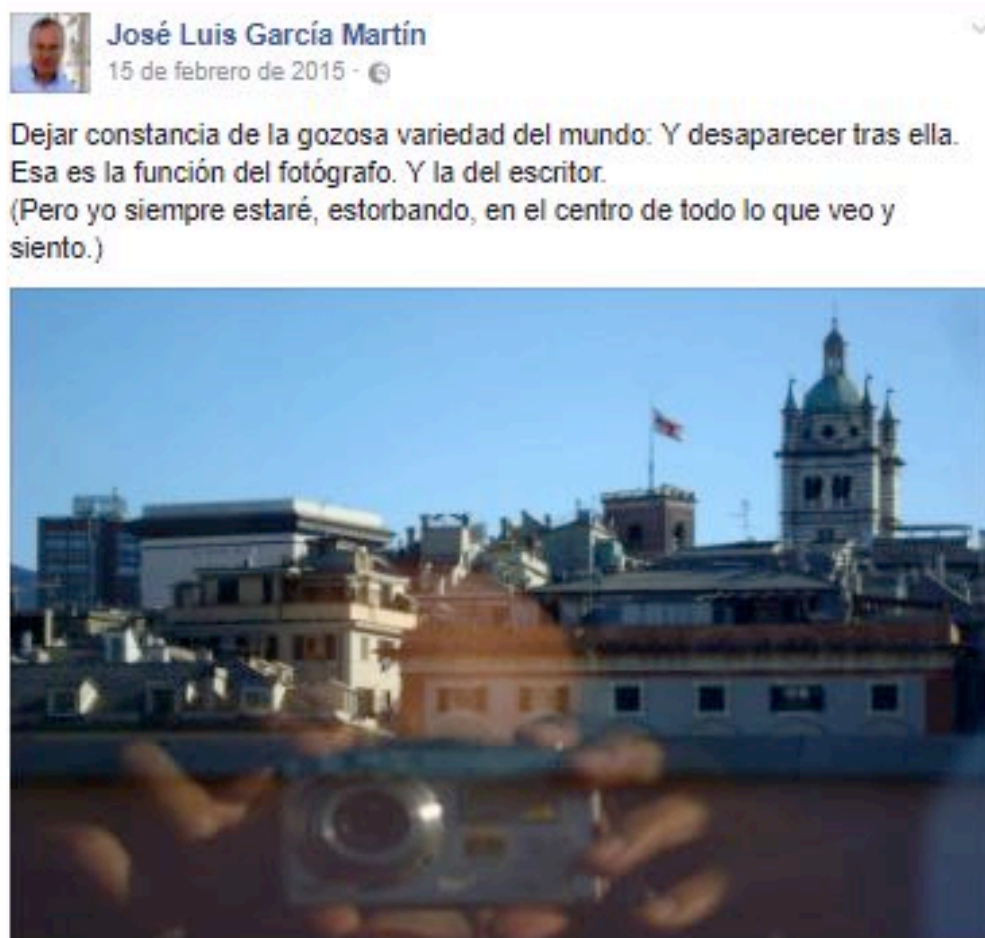 José Luis García Martín
15 de febrero de 2015 ·
Dejar constancia de la gozosa variedad del mundo: Y desaparecer tras ella.
Esa es la función del fotógrafo. Y la del escritor.
(Pero yo siempre estaré, estorbando, en el centro de todo lo que veo y
siento.)